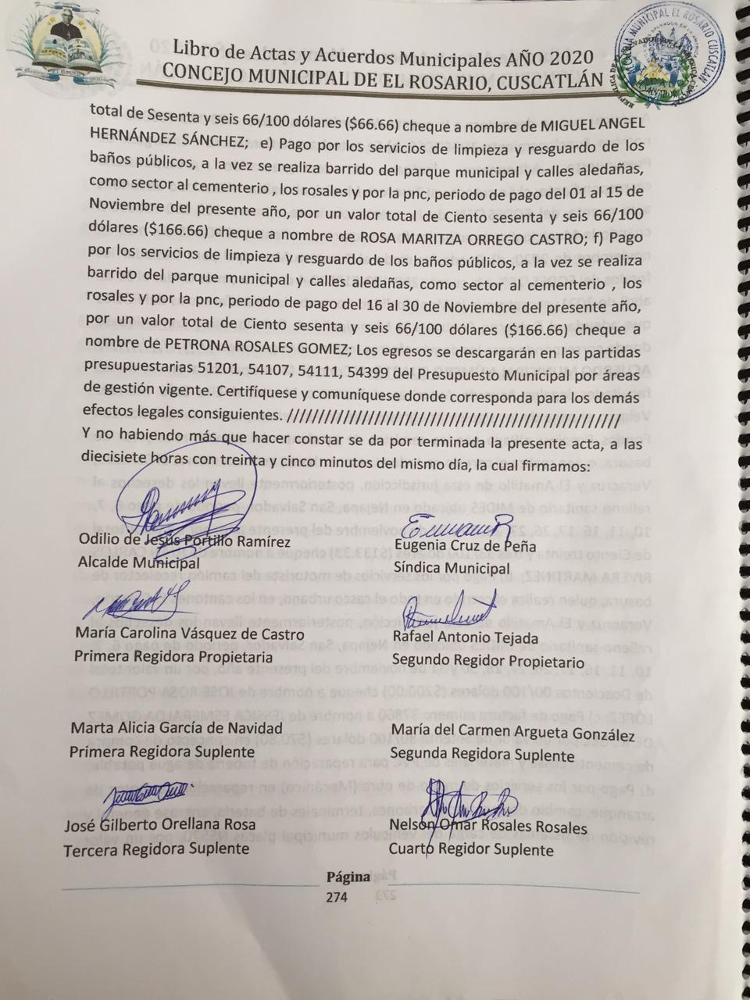 Libro de Actas y Acuerdos Municipales AÑO 2020
CONCEJO MUNICIPAL DE EL ROSARIO, CUSCATLÁN
total de Sesenta y seis 66/100 dólares ($66.66) cheque a nombre de MIGUEL ANGEL
HERNÁNDEZ SÁNCHEZ; e) Pago por los servicios de limpieza y resguardo de los
baños públicos, a la vez se realiza barrido del parque municipal y calles aledañas,
como sector al cementerio , los rosales y por la pnc, periodo de pago del 01 al 15 de
Noviembre del presente año, por un valor total de Ciento sesenta y seis 66/100
dólares ($166.66) cheque a nombre de ROSA MARITZA ORREGO CASTRO; f) Pago
por los servicios de limpieza y resguardo de los baños públicos, a la vez se realiza
barrido del parque municipal y calles aledañas, como sector al cementerio , los
rosales y por la pnc, periodo de pago del 16 al 30 de Noviembre del presente año,
por un valor total de Ciento sesenta y seis 66/100 dólares ($166.66) cheque a
nombre de PETRONA ROSALES GOMEZ; Los egresos se descargarán en las partidas
presupuestarias 51201, 54107, 54111, 54399 del Presupuesto Municipal por áreas
de gestión vigente. Certifíquese y comuníquese donde corresponda para los demás
efectos legales consiguientes. ////////////////////////////////////////////////////
Y no habiendo más que hacer constar se da por terminada la presente acta, a las
diecisiete horas con treinta y cinco minutos del mismo día, la cual firmamos:
Odilio de Jesús Portillo Ramírez
Alcalde Municipal
Eugenia Cruz de Peña
Síndica Municipal
María Carolina Vásquez de Castro
Primera Regidora Propietaria
Rafael Antonio Tejada
Segundo Regidor Propietario
Marta Alicia García de Navidad
Primera Regidora Suplente
María del Carmen Argueta González
Segunda Regidora Suplente
José Gilberto Orellana Rosa
Tercera Regidora Suplente
Nelson Omar Rosales Rosales
Cuarto Regidor Suplente
Página
274